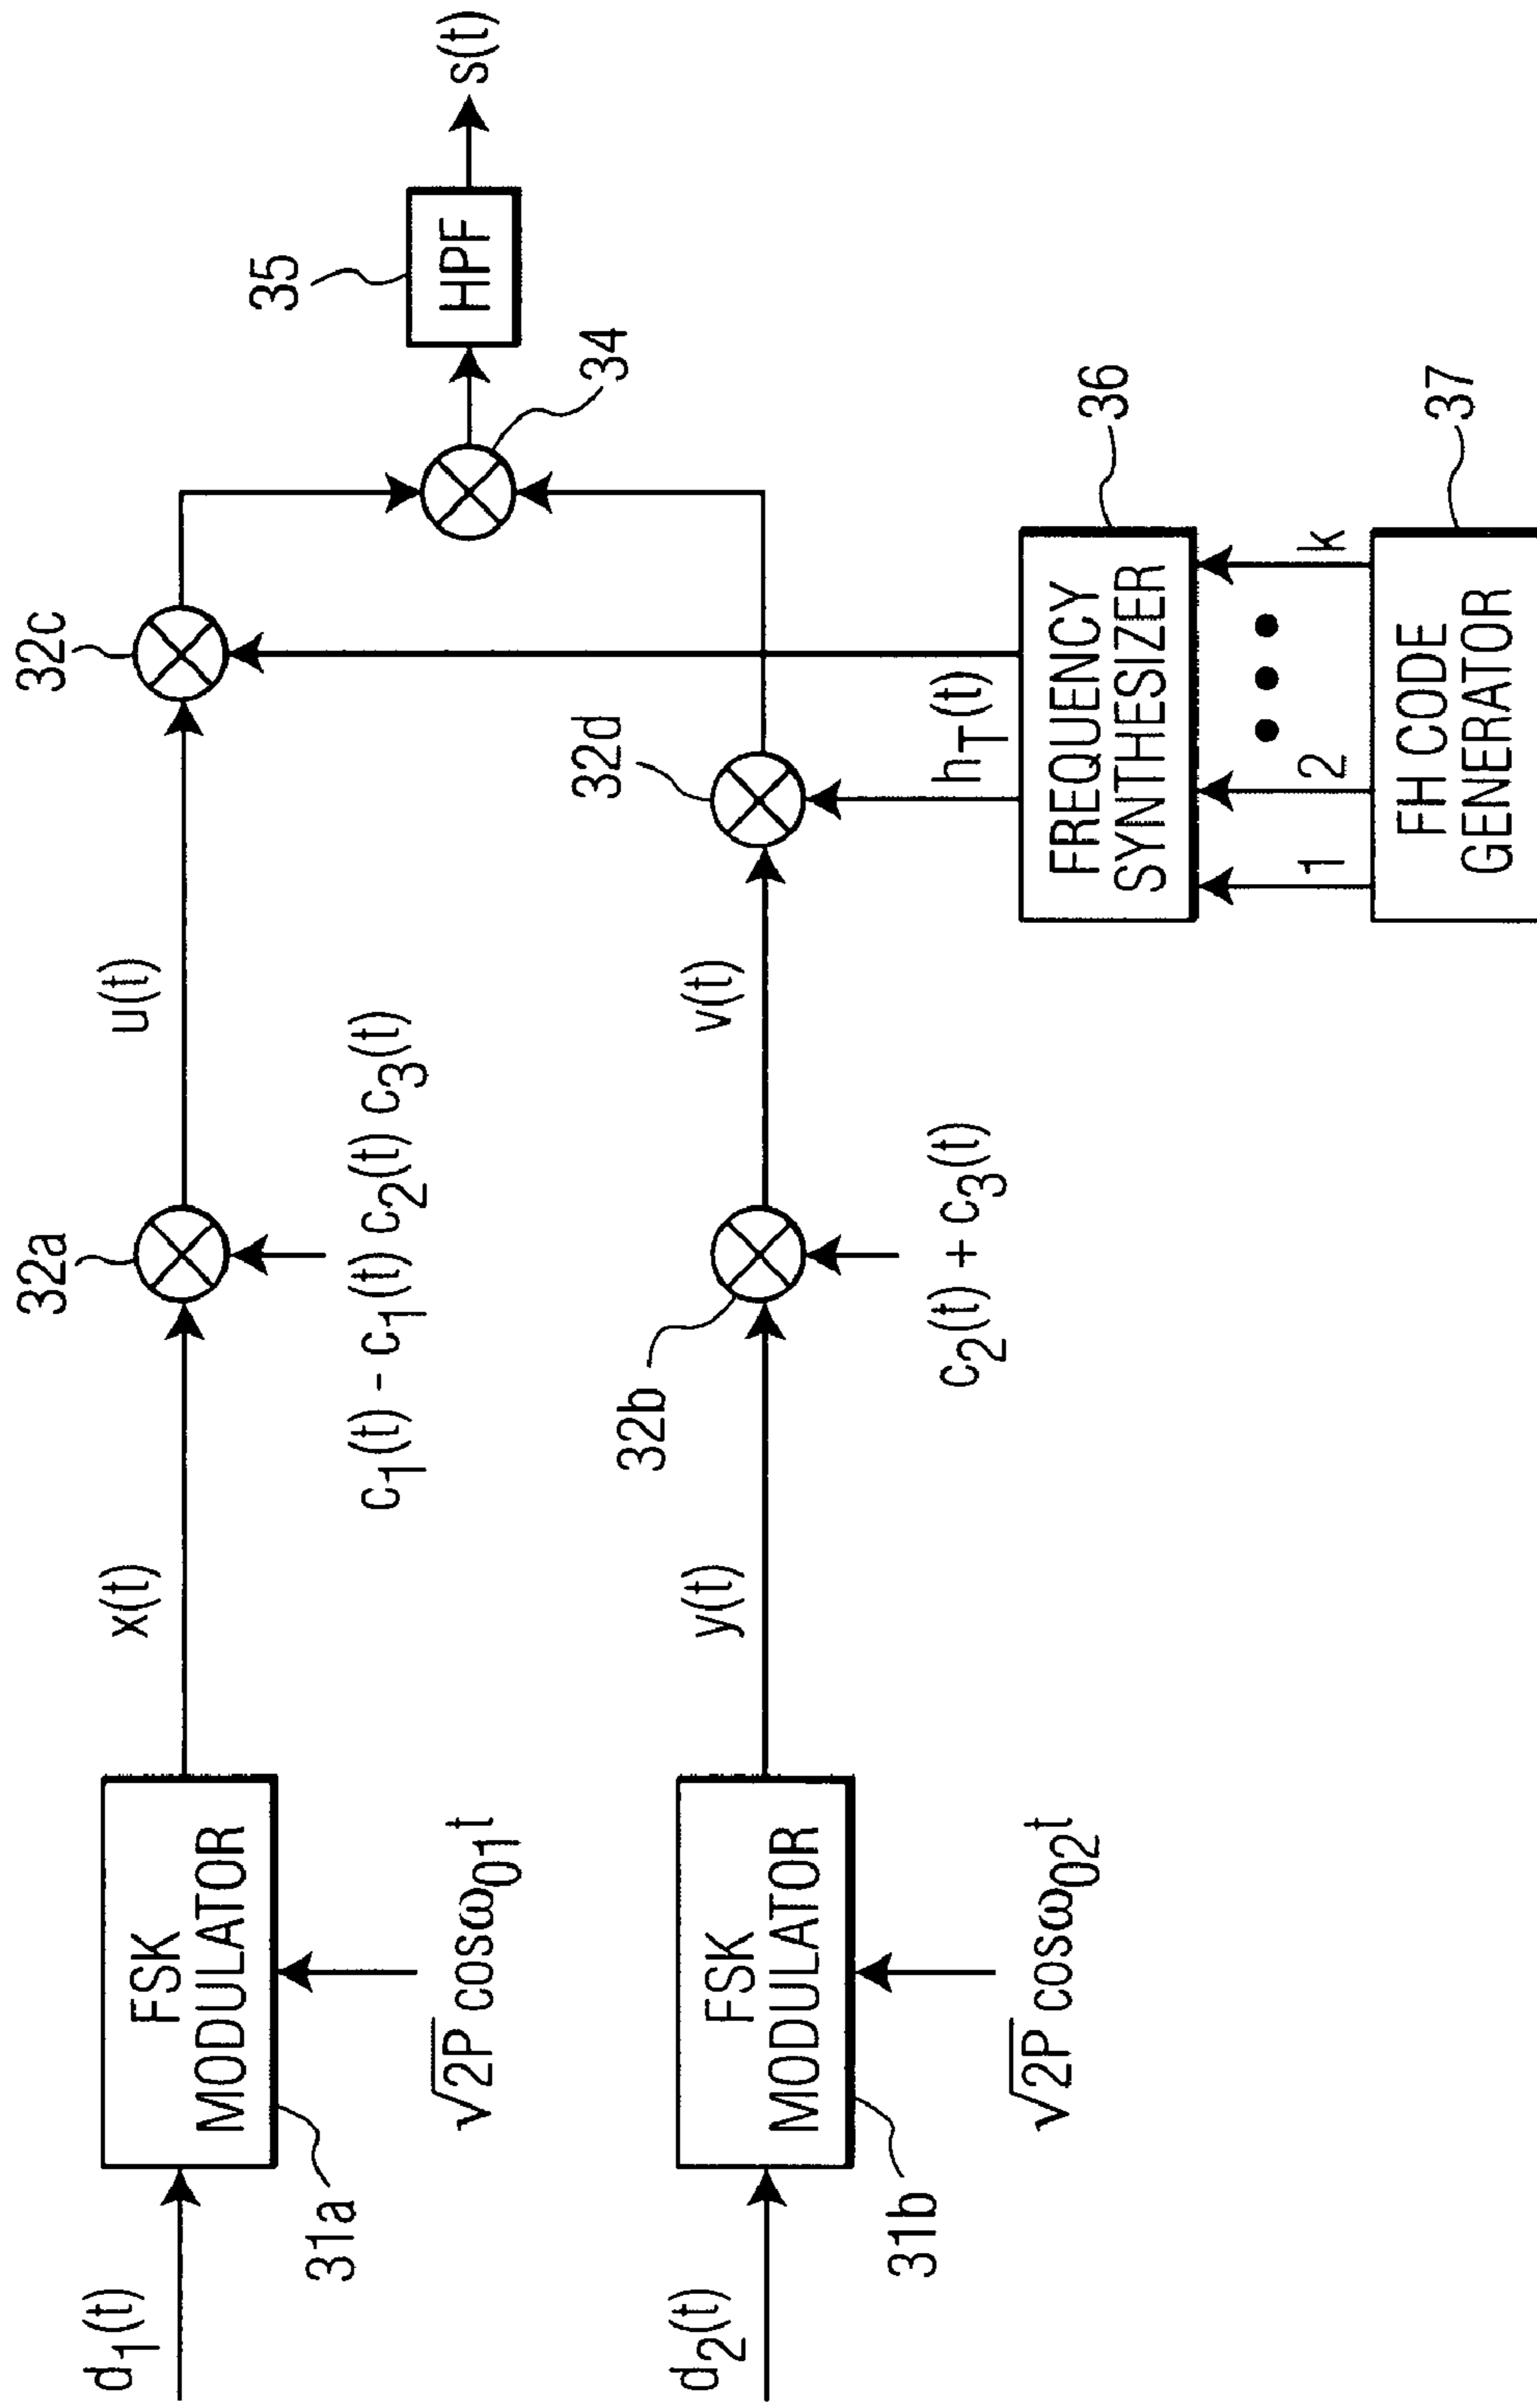 d1(t)
FSK
MODULATOR
31a
√2P cosω01t
x(t)
32a
c1(t) - c1(t) c2(t) c3(t)
u(t)
32c
d2(t)
FSK
MODULATOR
31b
√2P cosω02t
y(t)
32b
c2(t) + c3(t)
v(t)
32d
hT(t)
34
35
HPF
s(t)
FREQUENCY
SYNTHESIZER
36
1
2
k
FH CODE
GENERATOR
37